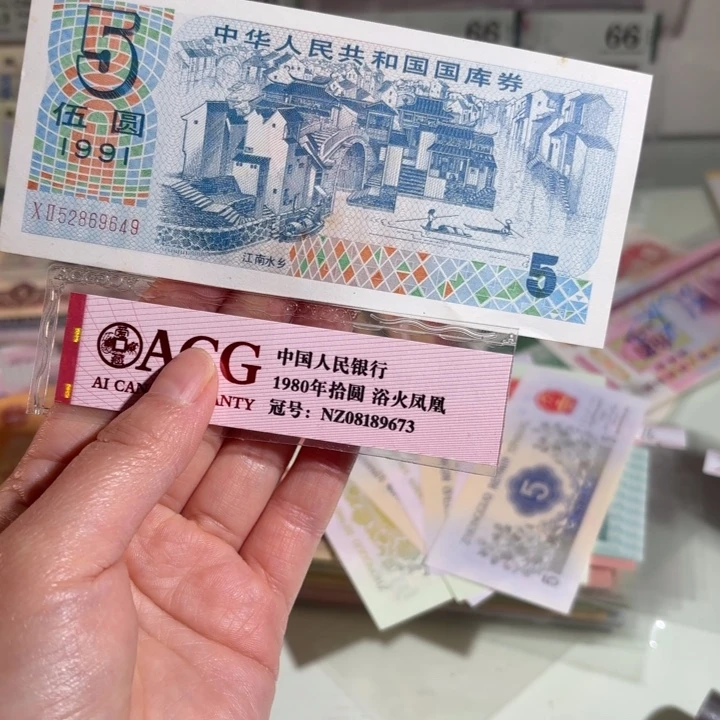 66
66
5
中华人民共和国国库券
伍圆
1991
XII52869649
江南水乡
5
ACG
中国人民银行
1980年拾圆 浴火凤凰
冠号：NZ08189673
AI CAN
ANTY
5